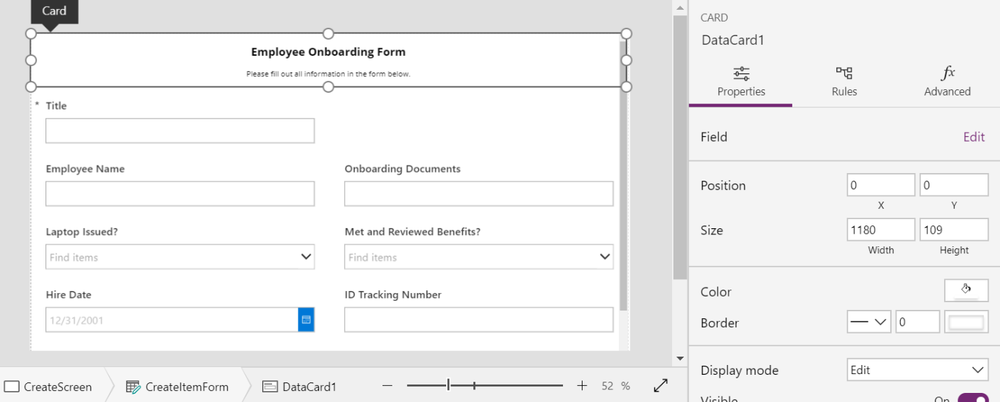 Card
Employee Onboarding Form
Please fill out all information in the form below.
* Title
Employee Name
Onboarding Documents
Laptop Issued?
Met and Reviewed Benefits?
Find items
Find items
Hire Date
ID Tracking Number
12/31/2001
CreateScreen
CreateItemForm
DataCard1
52 %
CARD
DataCard1
Properties
Rules
fx
Advanced
Field
Edit
Position
0
0
X
Y
Size
1180
109
Width
Height
Color
Border
0
Display mode
Edit
Visible
On